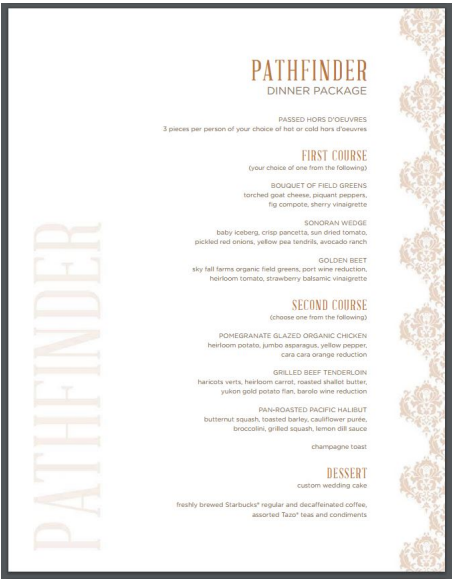 PATHFINDER
DINNER PACKAGE
PASSED HORS D'OEUVRES
3 pieces per person of your choice of hot or cold hors d'oeuvres
FIRST COURSE
(your choice of one from the following)
BOUQUET OF FIELD GREENS
torched goat cheese, piquant peppers,
fig compote, sherry vinaigrette
SONORAN WEDGE
baby iceberg, crisp pancetta, sun dried tomato,
pickled red onions, yellow pea tendrils, avocado ranch
GOLDEN BEET
sky fall farms organic field greens, port wine reduction,
heirloom tomato, strawberry balsamic vinaigrette
SECOND COURSE
(choose one from the following)
POMEGRANATE GLAZED ORGANIC CHICKEN
heirloom potato, jumbo asparagus, yellow pepper,
cara cara orange reduction
GRILLED BEEF TENDERLOIN
haricots verts, heirloom carrot, roasted shallot butter,
yukon gold potato flan, barolo wine reduction
PAN-ROASTED PACIFIC HALIBUT
butternut squash, toasted barley, cauliflower purée,
broccolini, grilled squash, lemon dill sauce
champagne toast
DESSERT
custom wedding cake
freshly brewed Starbucks® regular and decaffeinated coffee,
assorted Tazo® teas and condiments
PATHFINDER